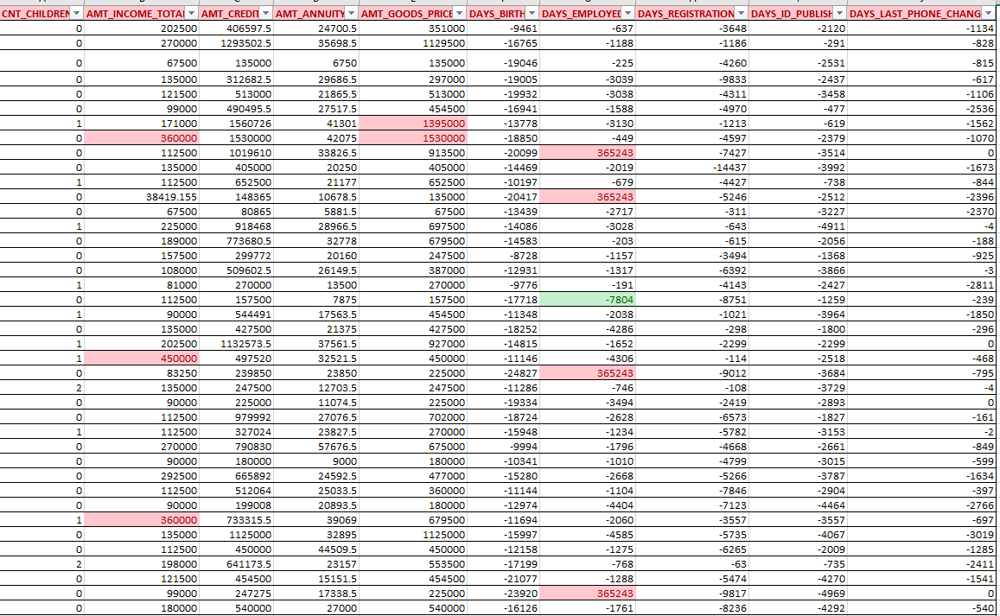 CNT_CHILDREN AMT_INCOME_TOTAL AMT_CREDIT AMT_ANNUITY AMT_GOODS_PRICE DAYS_BIRTH DAYS_EMPLOYED DAYS_REGISTRATION DAYS_ID_PUBLISH DAYS_LAST_PHONE_CHANG
0 202500 406597.5 24700.5 351000 -9461 -637 -3648 -2120 -1134
0 270000 1293502.5 35698.5 1129500 -16765 -1188 -1186 -291 -828
0 67500 135000 6750 135000 -19046 -225 -4260 -2531 -815
0 135000 312682.5 29686.5 297000 -19005 -3039 -9833 -2437 -617
0 121500 513000 21865.5 513000 -19932 -3038 -4311 -3458 -1106
0 99000 490495.5 27517.5 454500 -16941 -1588 -4970 -477 -2536
1 171000 1560726 41301 1395000 -13778 -3130 -1213 -619 -1562
0 360000 1530000 42075 1530000 -18850 -449 -4597 -2379 -1070
0 112500 1019610 33826.5 913500 -20099 365243 -7427 -3514 0
0 135000 405000 20250 405000 -14469 -2019 -14437 -3992 -1673
1 112500 652500 21177 652500 -10197 -679 -4427 -738 -844
0 38419.155 148365 10678.5 135000 -20417 365243 -5246 -2512 -2396
0 67500 80865 5881.5 67500 -13439 -2717 -311 -3227 -2370
1 225000 918468 28966.5 697500 -14086 -3028 -643 -4911 -4
0 189000 773680.5 32778 679500 -14583 -203 -615 -2056 -188
0 157500 299772 20160 247500 -8728 -1157 -3494 -1368 -925
0 108000 509602.5 26149.5 387000 -12931 -1317 -6392 -3866 -3
1 81000 270000 13500 270000 -9776 -191 -4143 -2427 -2811
0 112500 157500 7875 157500 -17718 -7804 -8751 -1259 -239
1 90000 544491 17563.5 454500 -11348 -2038 -1021 -3964 -1850
0 135000 427500 21375 427500 -18252 -4286 -298 -1800 -296
1 202500 1132573.5 37561.5 927000 -14815 -1652 -2299 -2299 0
1 450000 497520 32521.5 450000 -11146 -4306 -114 -2518 -468
0 83250 239850 23850 225000 -24827 365243 -9012 -3684 -795
2 135000 247500 12703.5 247500 -11286 -746 -108 -3729 -4
0 90000 225000 11074.5 225000 -19334 -3494 -2419 -2893 0
0 112500 979992 27076.5 702000 -18724 -2628 -6573 -1827 -161
1 112500 327024 23827.5 270000 -15948 -1234 -5782 -3153 -2
0 270000 790830 57676.5 675000 -9994 -1796 -4668 -2661 -849
0 90000 180000 9000 180000 -10341 -1010 -4799 -3015 -599
0 292500 665892 24592.5 477000 -15280 -2668 -5266 -3787 -1634
0 112500 512064 25033.5 360000 -11144 -1104 -7846 -2904 -397
0 90000 199008 20893.5 180000 -12974 -4404 -7123 -4464 -2766
1 360000 733315.5 39069 679500 -11694 -2060 -3557 -3557 -697
0 135000 1125000 32895 1125000 -15997 -4585 -5735 -4067 -3019
0 112500 450000 44509.5 450000 -12158 -1275 -6265 -2009 -1285
2 198000 641173.5 23157 553500 -17199 -768 -63 -735 -2411
0 121500 454500 15151.5 454500 -21077 -1288 -5474 -4270 -1541
0 99000 247275 17338.5 225000 -23920 365243 -9817 -4969 0
0 180000 540000 27000 540000 -16126 -1761 -8236 -4292 -540